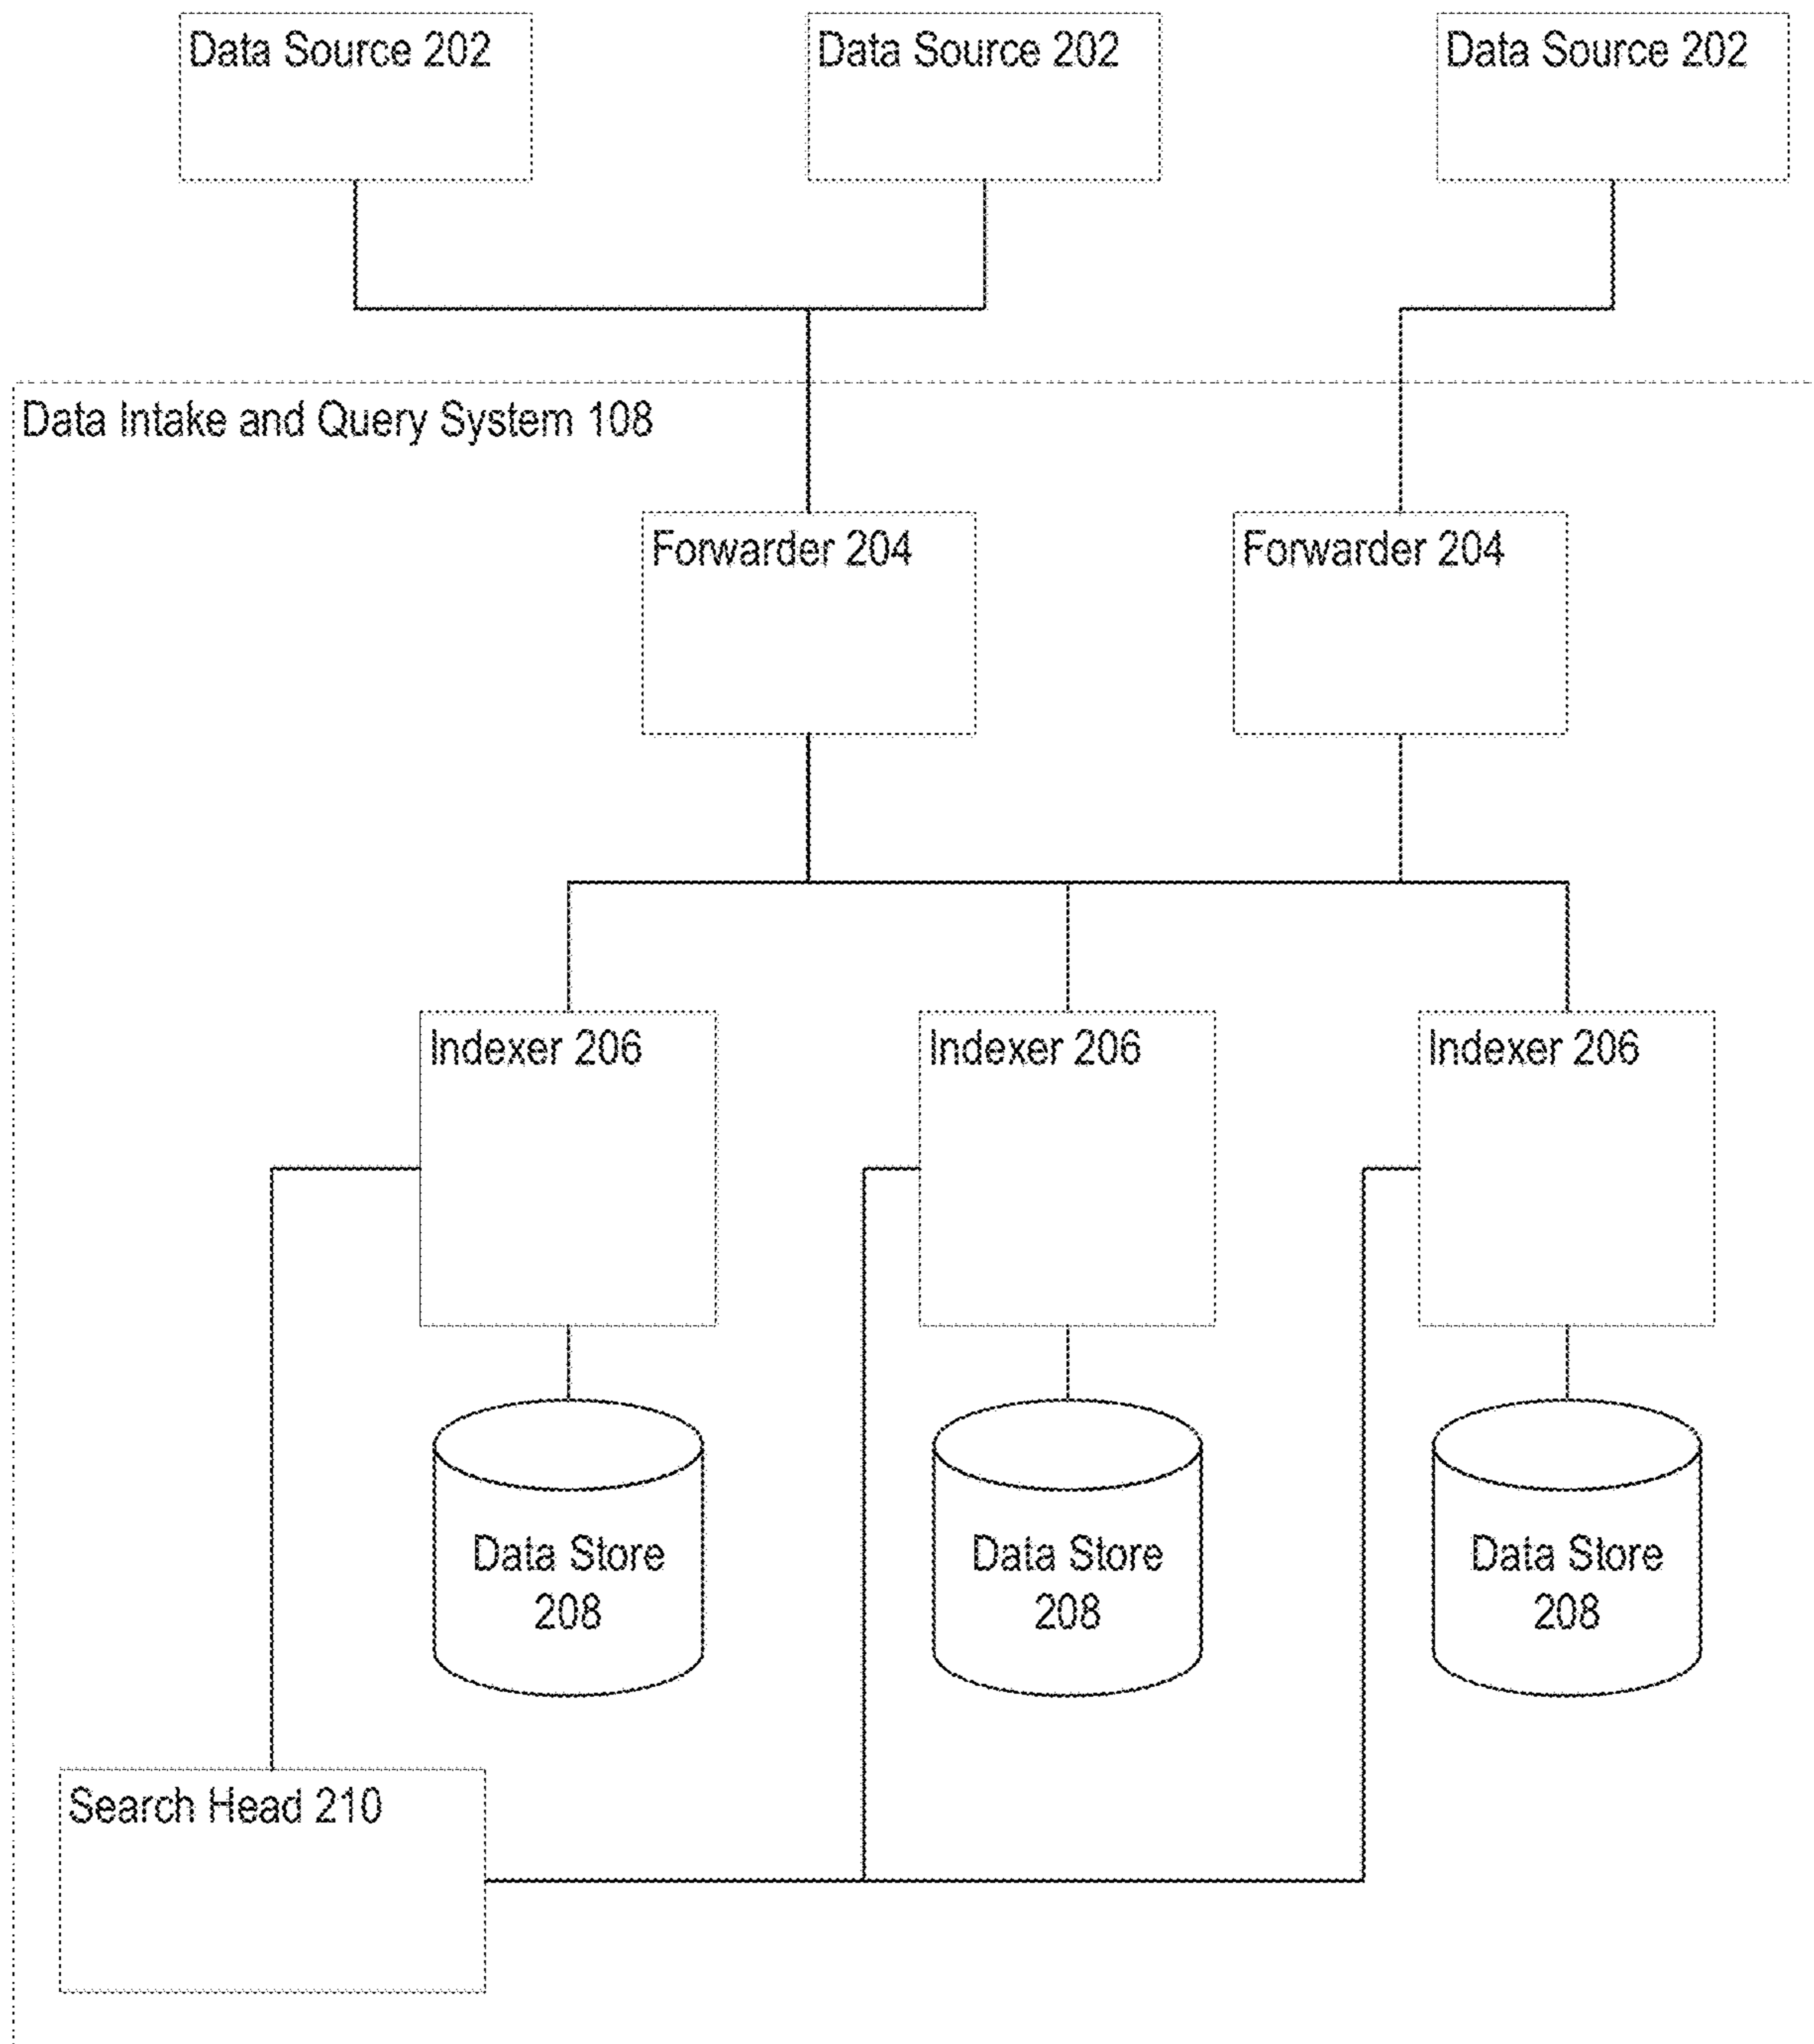 Data Source 202
Data Source 202
Data Source 202
Data Intake and Query System 108
Forwarder 204
Forwarder 204
Indexer 206
Indexer 206
Indexer 206
Data Store
208
Data Store
208
Data Store
208
Search Head 210